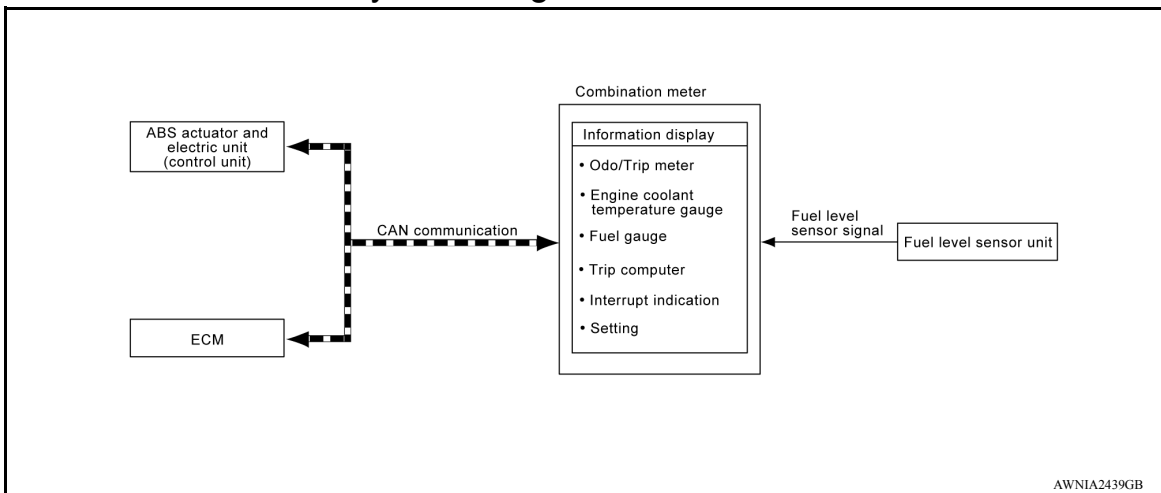 Combination meter
ABS actuator and
electric unit
(control unit)
Information display
• Odo/Trip meter
• Engine coolant
temperature gauge
• Fuel gauge
• Trip computer
• Interrupt indication
• Setting
CAN communication
Fuel level
sensor signal
Fuel level sensor unit
ECM
AWNIA2439GB